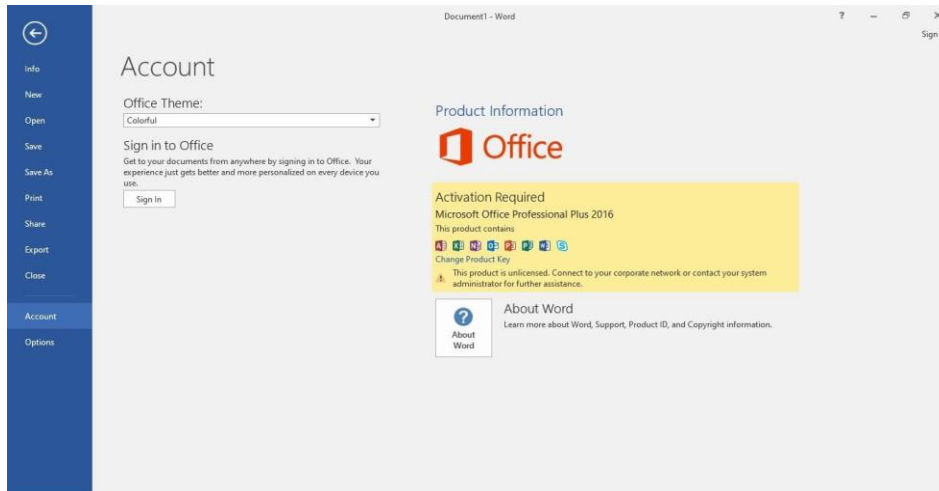 Document1 - Word
?
Sign
Info
New
Open
Save
Save As
Print
Share
Export
Close
Account
Options
Account
Office Theme:
Colorful
Sign in to Office
Get to your documents from anywhere by signing in to Office. Your
experience just gets better and more personalized on every device you
use.
Sign In
Product Information
Office
Activation Required
Microsoft Office Professional Plus 2016
This product contains
Change Product Key
This product is unlicensed. Connect to your corporate network or contact your system
administrator for further assistance.
About
Word
About Word
Learn more about Word, Support, Product ID, and Copyright information.